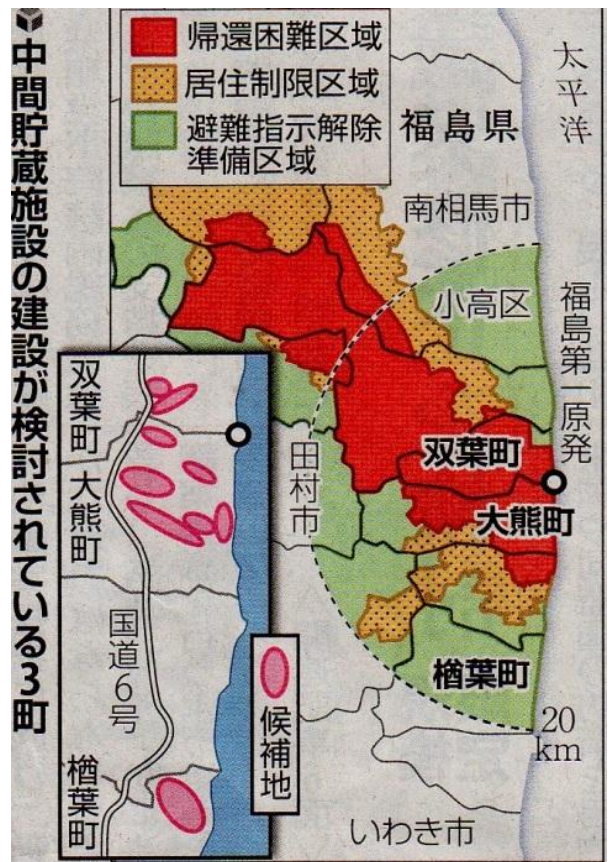 中間貯蔵施設の建設が検討されている3町
帰還困難区域
居住制限区域
避難指示解除
準備区域
太平洋
福島県
南相馬市
小高区
福島第一原発
双葉町
大熊町
田村市
楢葉町
20
km
いわき市
双葉町
大熊町
国道6号
楢葉町
候補地